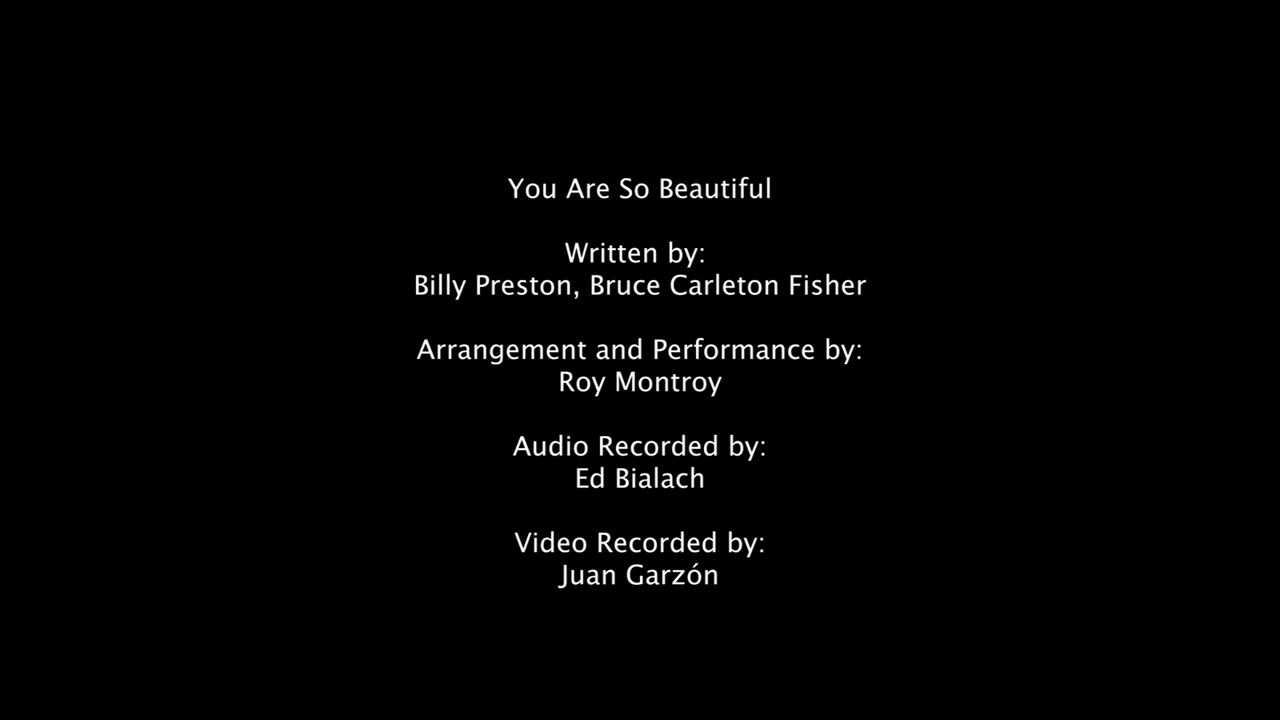 You Are So Beautiful
Written by:
Billy Preston, Bruce Carleton Fisher
Arrangement and Performance by:
Roy Montroy
Audio Recorded by:
Ed Bialach
Video Recorded by:
Juan Garzón